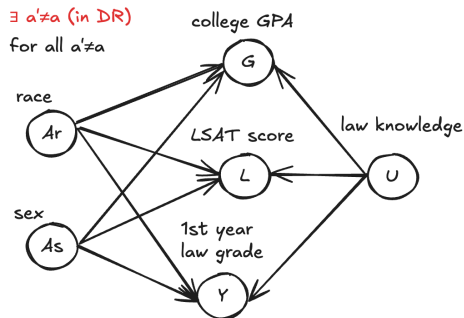 ∃ a'≠a (in DR)
for all a'≠a
college GPA
G
race
Ar
LSAT score
L
law knowledge
U
sex
As
1st year
law grade
Y